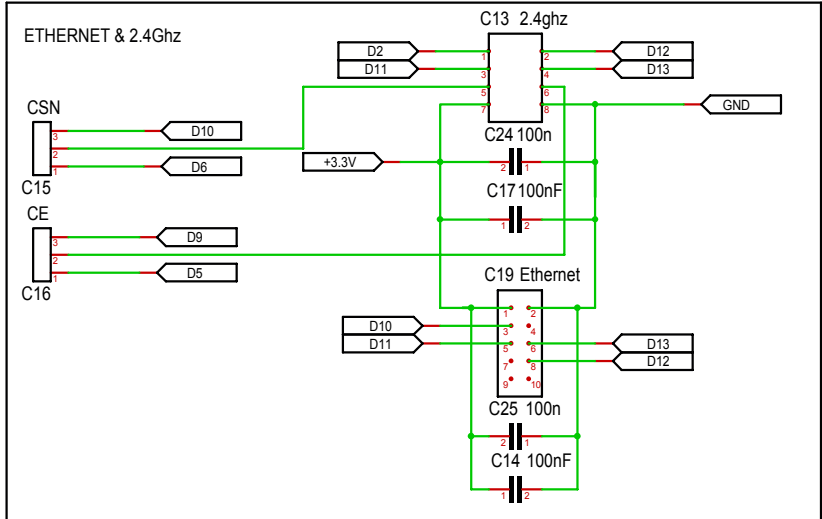 ETHERNET & 2.4Ghz
C13 2.4ghz
D2
D11
1
3
5
7
2
4
6
8
D12
D13
GND
CSN
3
2
1
D10
D6
C15
+3.3V
C24 100n
2
1
C17 100nF
1
2
CE
3
2
1
D9
D5
C16
C19 Ethernet
D10
D11
1
2
3
4
5
6
7
8
9
10
D13
D12
C25 100n
2
1
C14 100nF
1
2